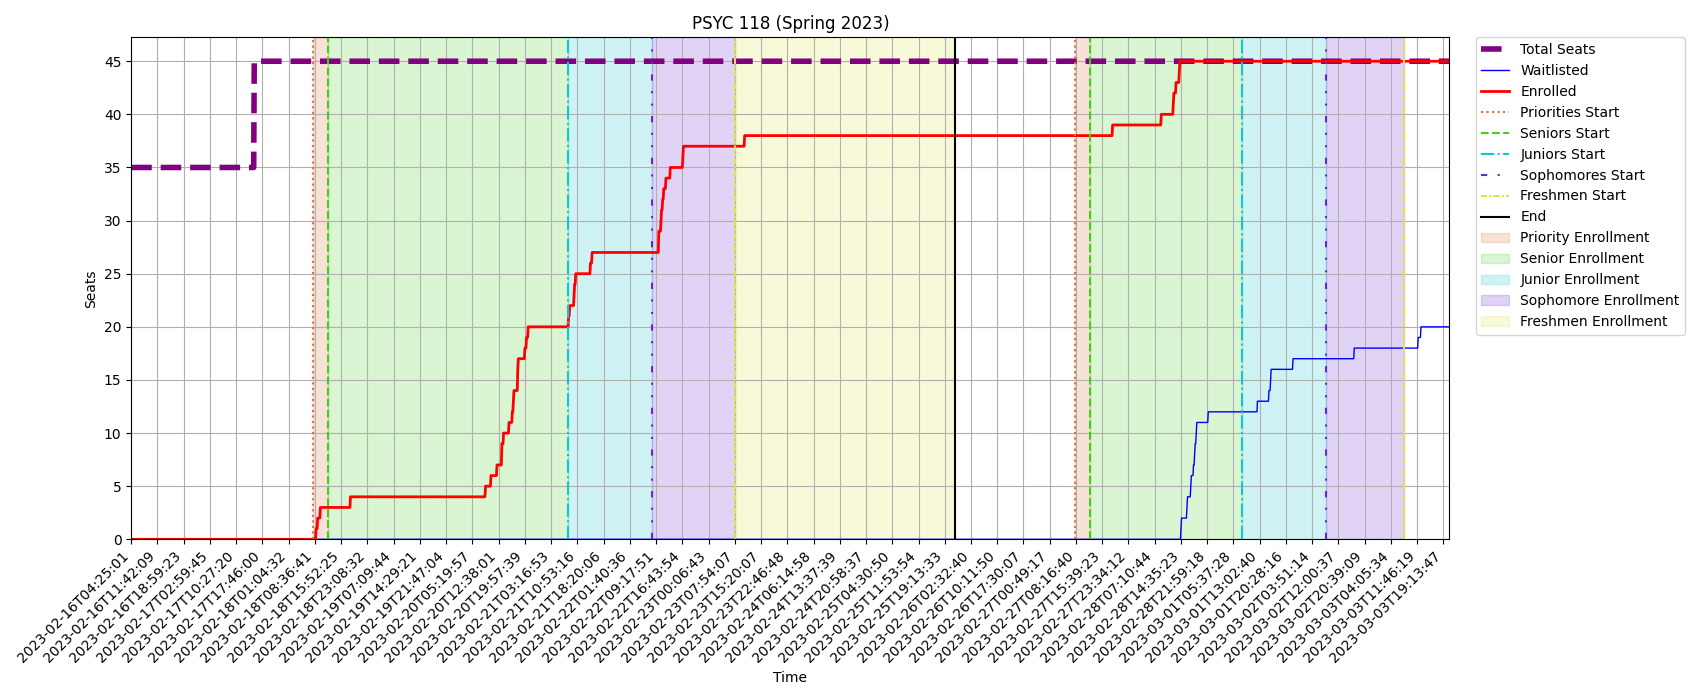 PSYC 118 (Spring 2023)
Seats
45
40
35
30
25
20
15
10
5
0
2023-02-16T04:25:01
2023-02-16T11:42:09
2023-02-16T18:59:23
2023-02-17T02:59:45
2023-02-17T10:27:20
2023-02-17T17:46:00
2023-02-18T01:04:32
2023-02-18T08:36:41
2023-02-18T15:52:25
2023-02-18T23:08:32
2023-02-19T07:09:44
2023-02-19T14:29:21
2023-02-19T21:47:04
2023-02-20T05:19:57
2023-02-20T12:38:01
2023-02-20T19:57:39
2023-02-21T03:16:53
2023-02-21T10:53:16
2023-02-21T18:20:06
2023-02-22T01:40:36
2023-02-22T09:17:51
2023-02-22T16:43:54
2023-02-23T00:06:43
2023-02-23T07:54:07
2023-02-23T15:20:07
2023-02-23T22:46:48
2023-02-24T06:14:58
2023-02-24T13:37:39
2023-02-24T20:58:37
2023-02-25T04:30:50
2023-02-25T11:53:54
2023-02-25T19:13:33
2023-02-26T02:32:40
2023-02-26T10:11:50
2023-02-26T17:30:07
2023-02-27T00:49:17
2023-02-27T08:16:40
2023-02-27T15:39:23
2023-02-27T23:34:12
2023-02-28T07:10:44
2023-02-28T14:35:23
2023-02-28T21:59:18
2023-03-01T05:37:28
2023-03-01T13:02:40
2023-03-01T20:28:16
2023-03-02T03:51:14
2023-03-02T12:00:37
2023-03-02T20:39:09
2023-03-03T04:05:34
2023-03-03T11:46:19
2023-03-03T19:13:47
Time
Total Seats
Waitlisted
Enrolled
Priorities Start
Seniors Start
Juniors Start
Sophomores Start
Freshmen Start
End
Priority Enrollment
Senior Enrollment
Junior Enrollment
Sophomore Enrollment
Freshmen Enrollment